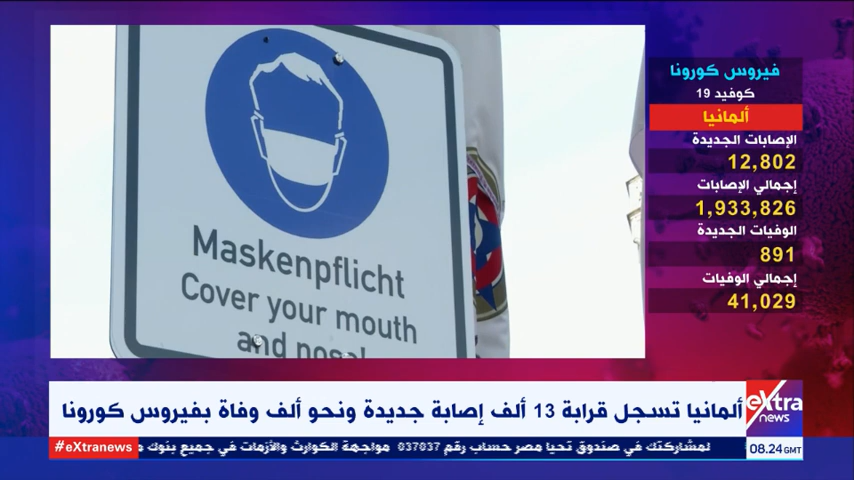 Maskenpflicht
Cover your mouth
and nose!
فيروس كورونا
كوفيد 19
ألمانيا
الإصابات الجديدة
12,802
إجمالي الإصابات
1,933,826
الوفيات الجديدة
891
إجمالي الوفيات
41,029
ألمانيا تسجل قرابة 13 ألف إصابة جديدة ونحو ألف وفاة بفيروس كورونا
eXtra
news
08.24 GMT
لمشاركتك في صندوق تحيا مصر حساب رقم 037037 مواجهة الكوارث والأزمات في جميع بنوك
#eXtranews